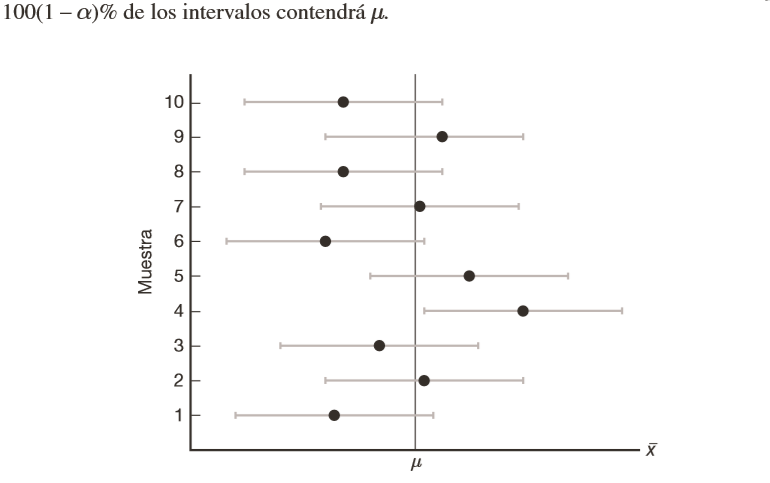 100(1 – α)% de los intervalos contendrá μ.
10
9
8
7
6
5
4
3
2
1
Muestra
x̄
μ